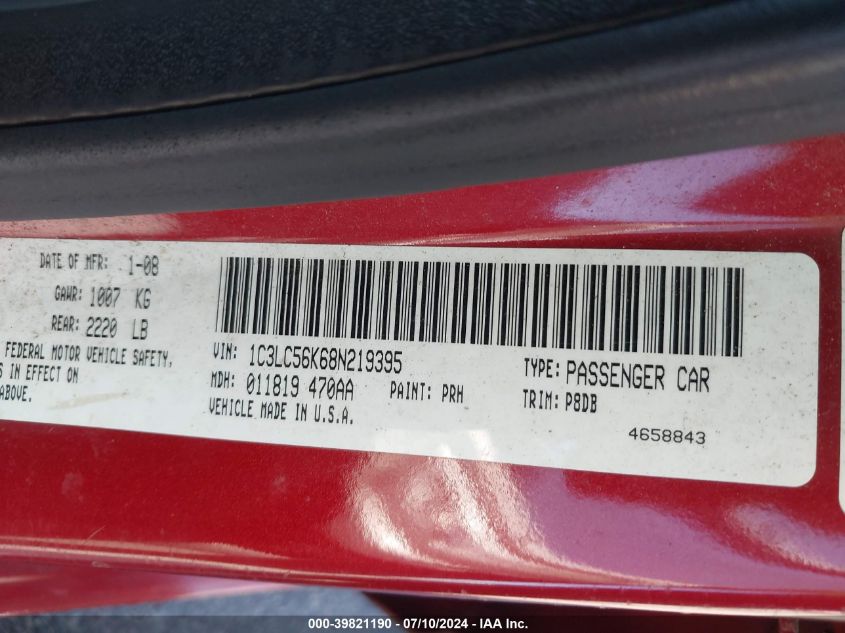 DATE OF MFR: 1-08
GAWR: 1007 KG
REAR: 2220 LB
FEDERAL MOTOR VEHICLE SAFETY,
S IN EFFECT ON
ABOVE.
VIN: 1C3LC56K68N219395
TYPE: PASSENGER CAR
MDH: 011819 470AA PAINT: PRH
TRIM: P8DB
VEHICLE MADE IN U.S.A.
4658843
000-39821190 - 07/10/2024 - IAA Inc.